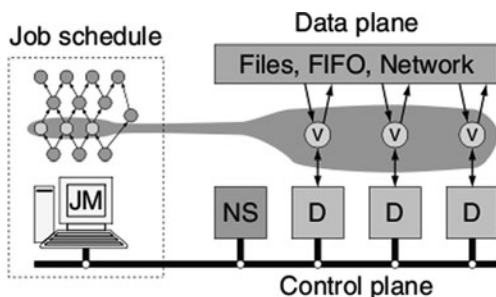 Job schedule
Data plane
Files, FIFO, Network
V V V
JM
NS D D D
Control plane